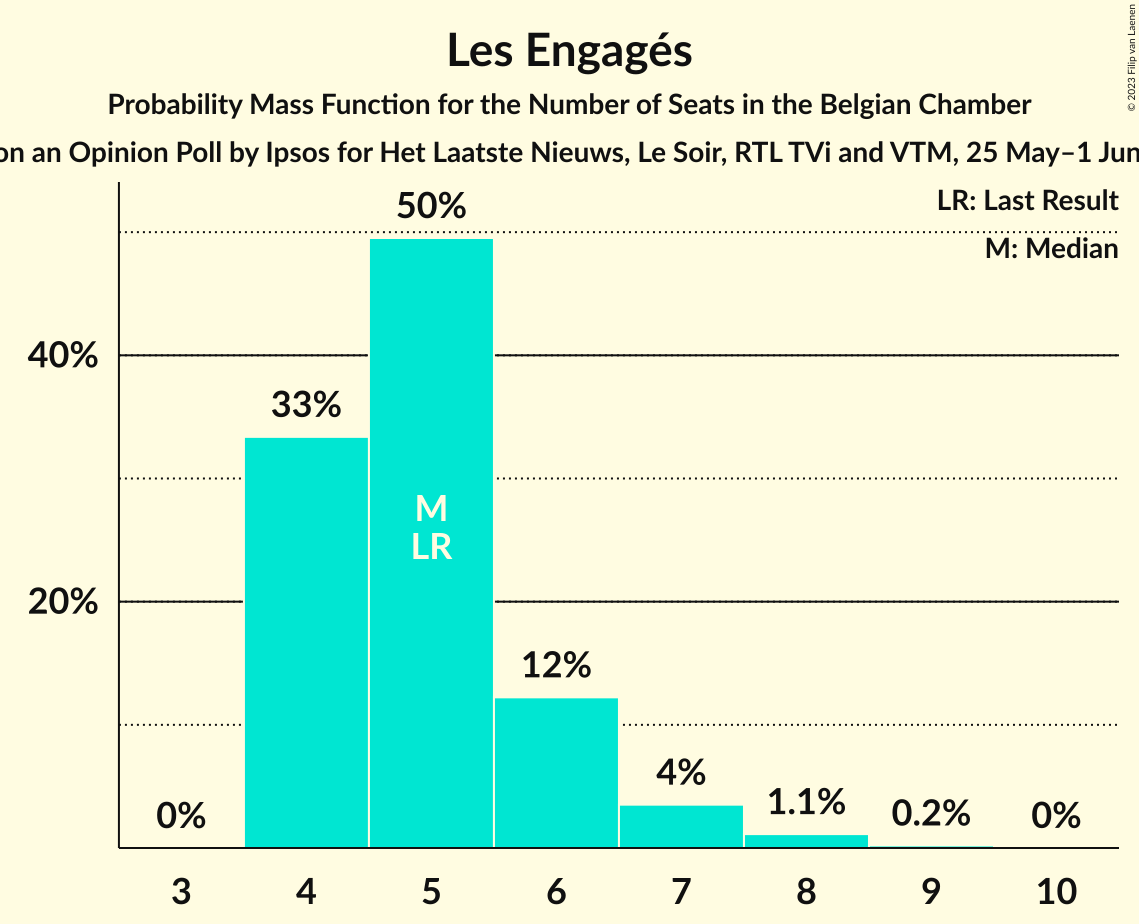 Les Engagés
Probability Mass Function for the Number of Seats in the Belgian Chamber
on an Opinion Poll by Ipsos for Het Laatste Nieuws, Le Soir, RTL TVi and VTM, 25 May–1 Jun
© 2023 Filip van Laenen
LR: Last Result
M: Median
50%
40%
33%
M
LR
20%
12%
4%
1.1%
0.2%
0%
0%
3 4 5 6 7 8 9 10